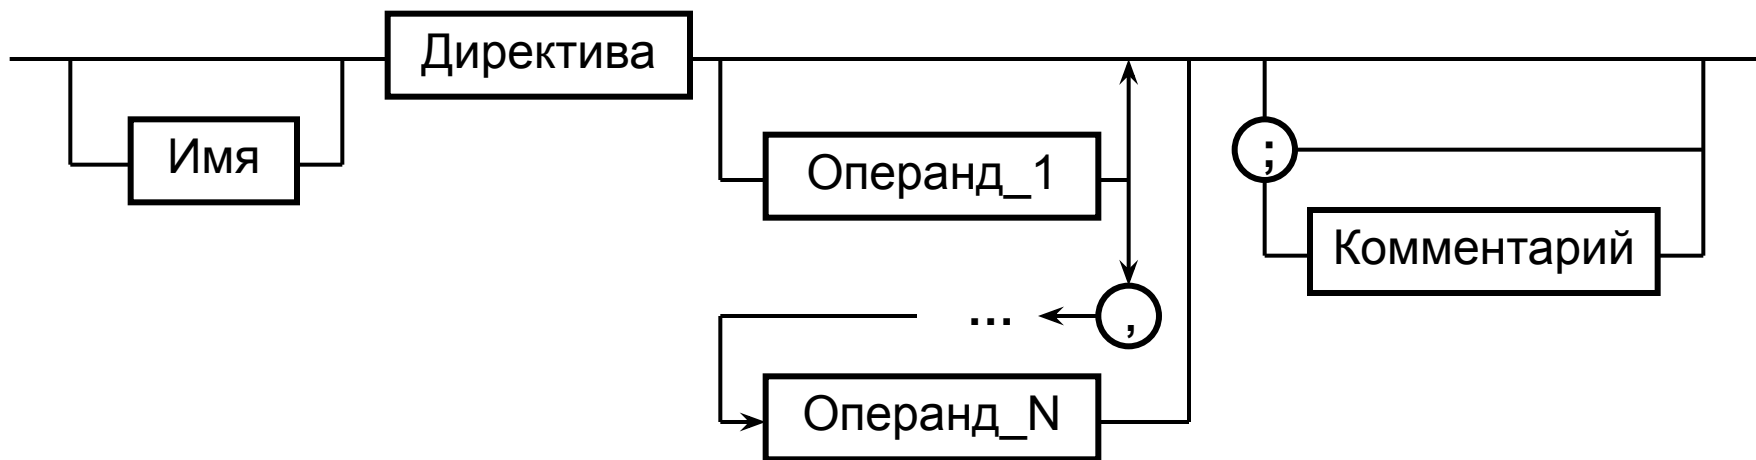 Директива
Имя
Операнд_1
;
Комментарий
... ,
Операнд_N